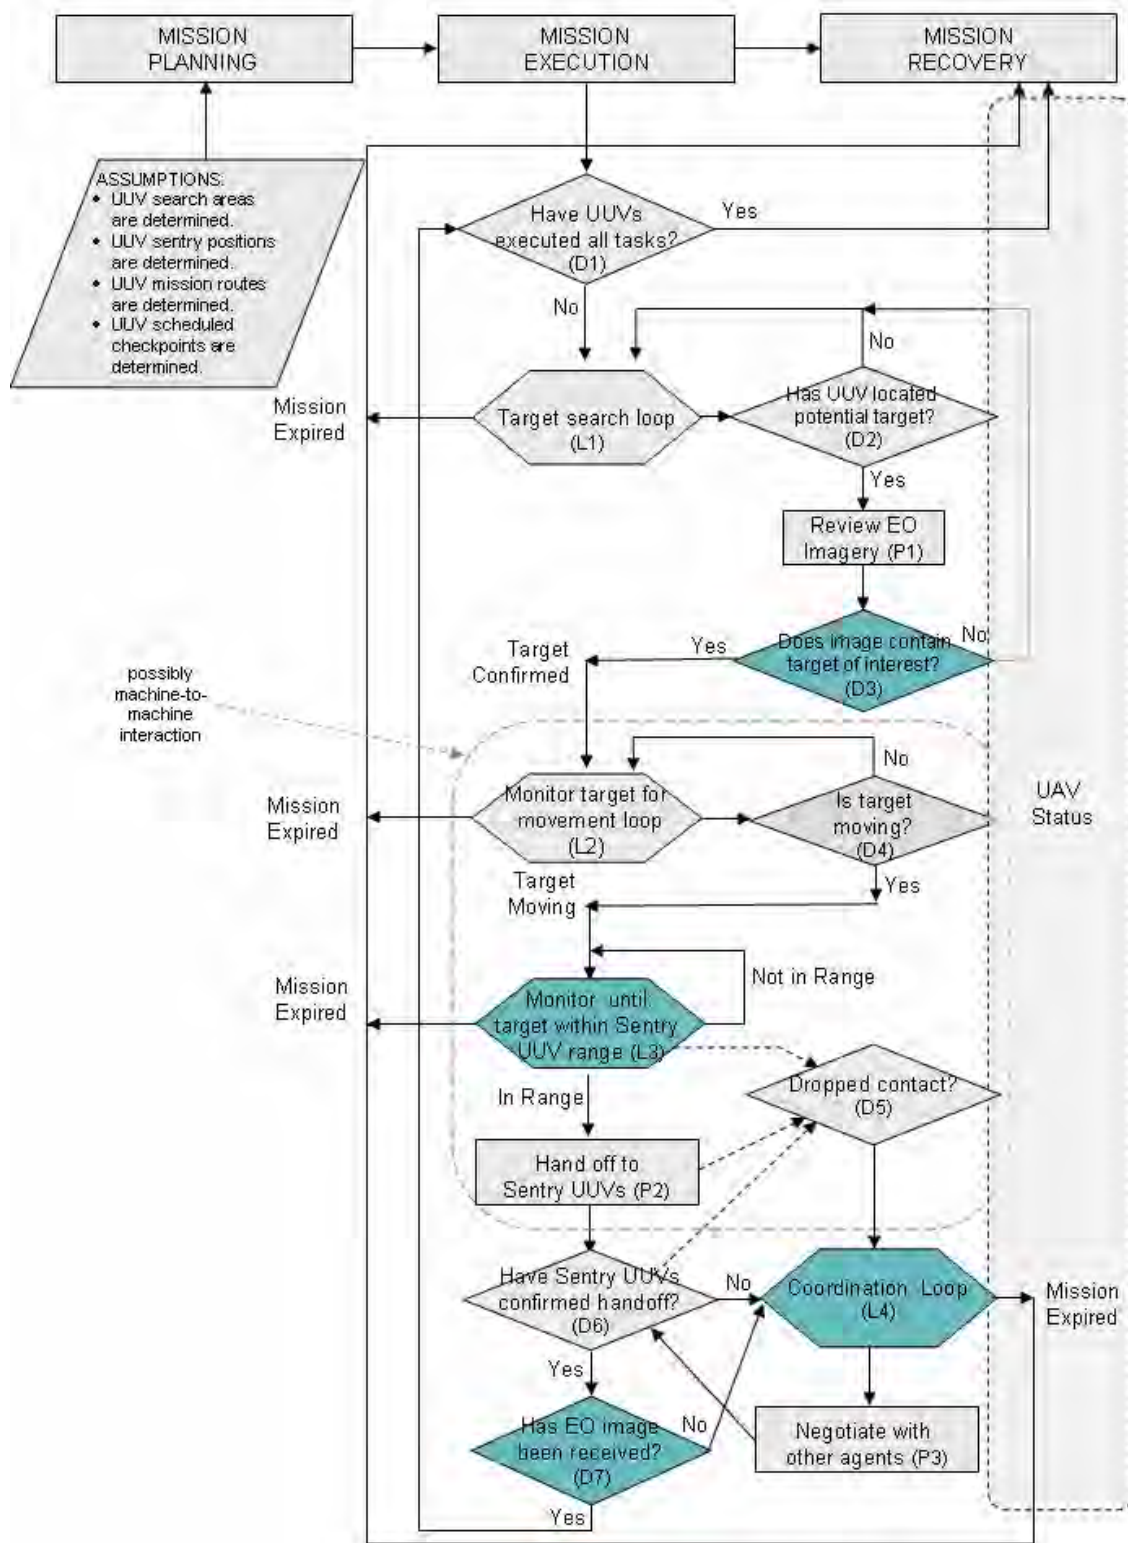 MISSION
PLANNING
MISSION
EXECUTION
MISSION
RECOVERY
ASSUMPTIONS:
• UUV search areas
are determined.
• UUV sentry positions
are determined.
• UUV mission routes
are determined.
• UUV scheduled
checkpoints are
determined.
Have UUVs
executed all tasks?
(D1)
Yes
No
No
Mission
Expired
Target search loop
(L1)
Has UUV located
potential target?
(D2)
Yes
Review EO
Imagery (P1)
Target
Confirmed
Yes
Does image contain
target of interest?
(D3)
No
possibly
machine-to-
machine
interaction
No
Mission
Expired
Monitor target for
movement loop
(L2)
Is target
moving?
(D4)
UAV
Status
Target
Moving
Yes
Not in Range
Mission
Expired
Monitor until
target within Sentry
UUV range (L3)
In Range
Dropped contact?
(D5)
Hand off to
Sentry UUVs (P2)
Have Sentry UUVs
confirmed handoff?
(D6)
No
Coordination Loop
(L4)
Mission
Expired
Yes
Has EO image
been received?
(D7)
No
Negotiate with
other agents (P3)
Yes